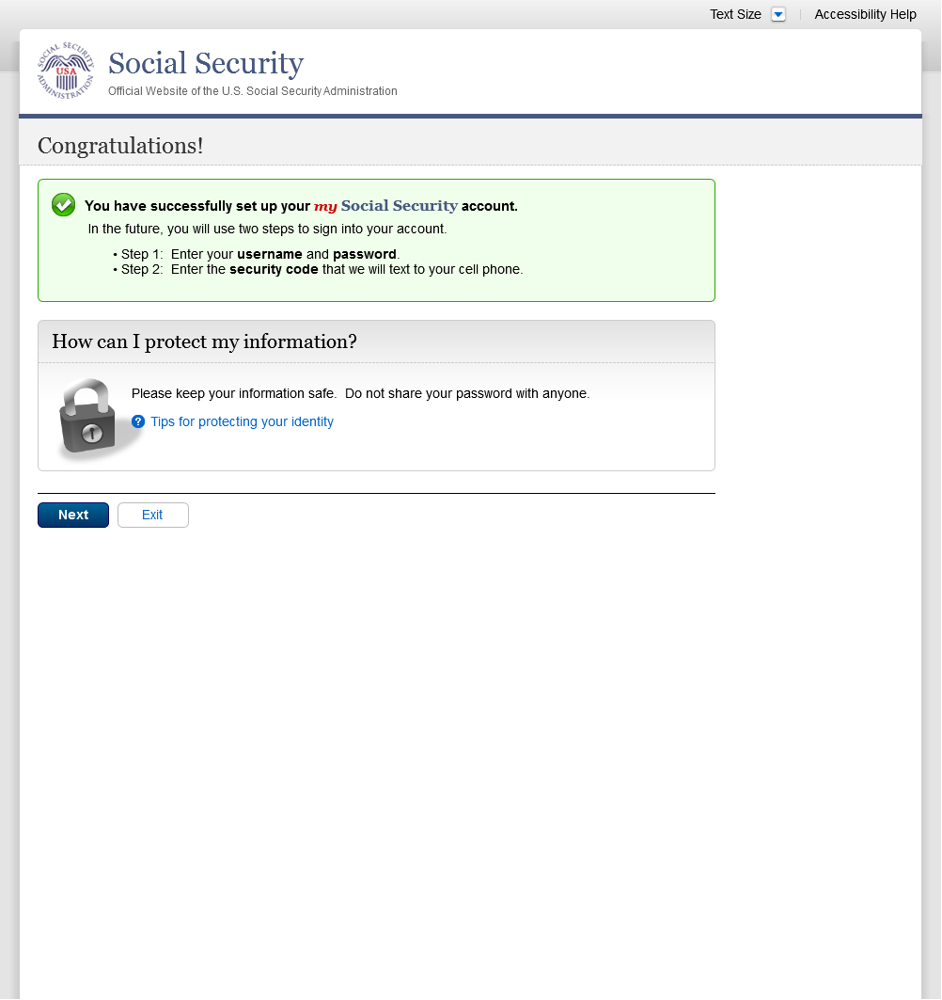 Text Size
Accessibility Help
SOCIAL SECURITY ADMINISTRATION
USA
Social Security
Official Website of the U.S. Social Security Administration
Congratulations!
You have successfully set up your my Social Security account.
In the future, you will use two steps to sign into your account.
• Step 1: Enter your username and password.
• Step 2: Enter the security code that we will text to your cell phone.
How can I protect my information?
Please keep your information safe. Do not share your password with anyone.
? Tips for protecting your identity
Next
Exit